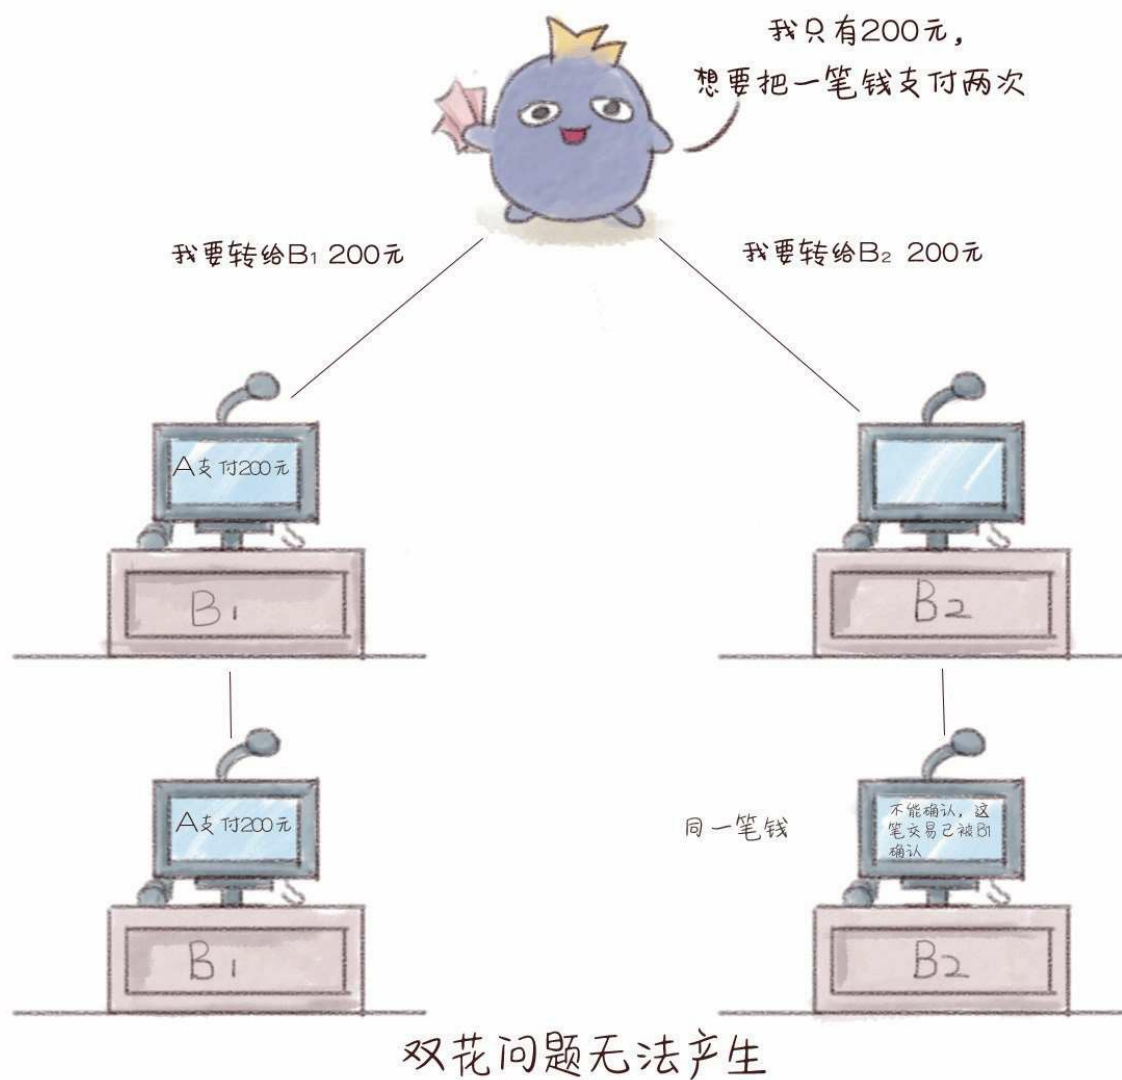 我只有200元，
想要把一笔钱支付两次
我要转给B₁ 200元
我要转给B₂ 200元
A支付200元
B1
B2
A支付200元
同一笔钱
不能确认，这
笔交易已被B1
确认
B1
B2
双花问题无法产生